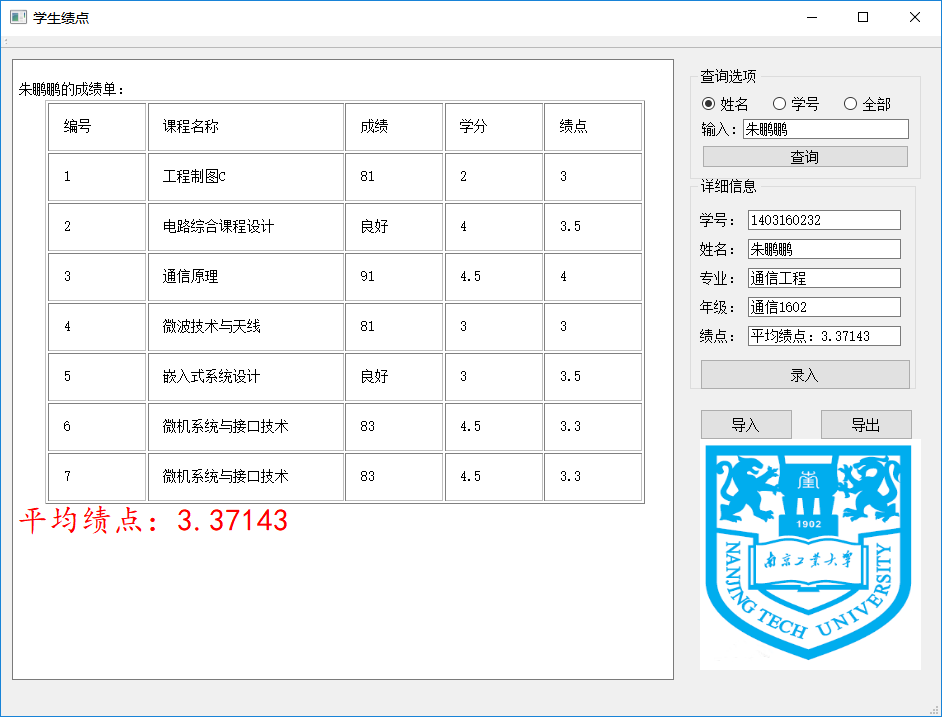 学生绩点
朱鹏鹏的成绩单：
编号 课程名称 成绩 学分 绩点
1 工程制图C 81 2 3
2 电路综合课程设计 良好 4 3.5
3 通信原理 91 4.5 4
4 微波技术与天线 81 3 3
5 嵌入式系统设计 良好 3 3.5
6 微机系统与接口技术 83 4.5 3.3
7 微机系统与接口技术 83 4.5 3.3
平均绩点：3.37143
查询选项
姓名 学号 全部
输入：朱鹏鹏
查询
详细信息
学号：1403160232
姓名：朱鹏鹏
专业：通信工程
年级：通信1602
绩点：平均绩点：3.37143
录入
导入 导出
1902
南京工业大学
NANJING TECH UNIVERSITY